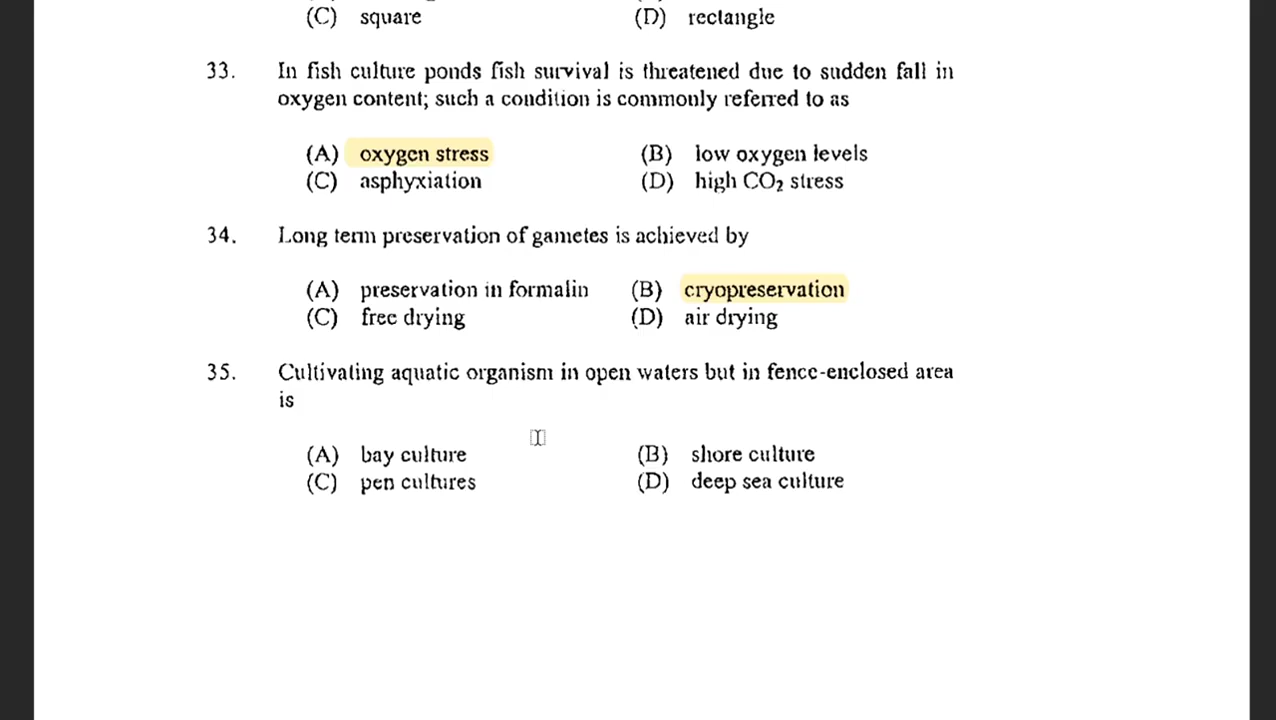 (C) square (D) rectangle
33. In fish culture ponds fish survival is threatened due to sudden fall in
oxygen content; such a condition is commonly referred to as
(A) oxygen stress (B) low oxygen levels
(C) asphyxiation (D) high CO₂ stress
34. Long term preservation of gametes is achieved by
(A) preservation in formalin (B) cryopreservation
(C) free drying (D) air drying
35. Cultivating aquatic organism in open waters but in fence-enclosed area
is
(A) bay culture (B) shore culture
(C) pen cultures (D) deep sea culture